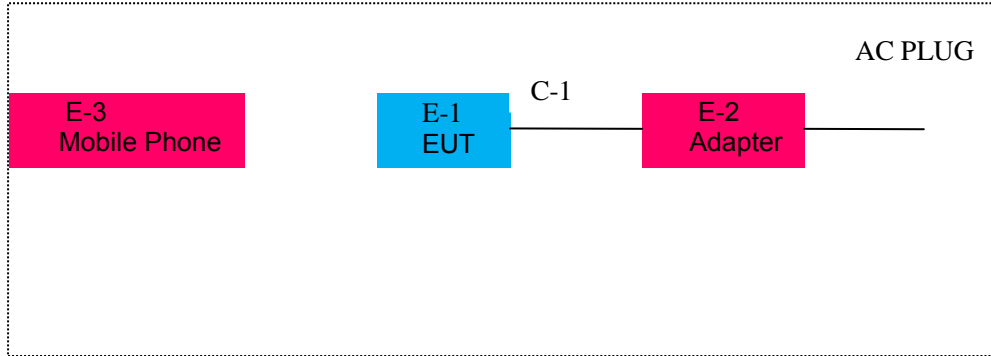 AC PLUG
C-1
E-3
Mobile Phone
E-1
EUT
E-2
Adapter